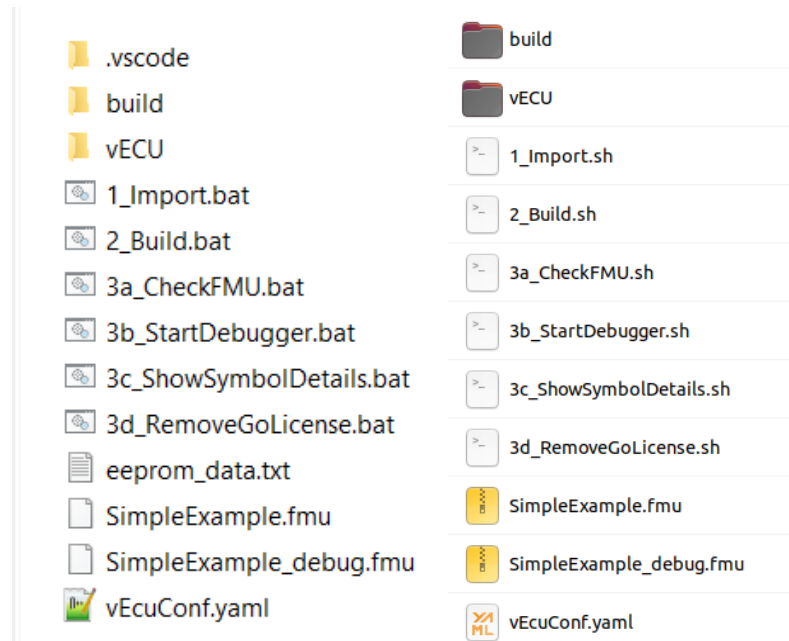 .vscode
build
vECU
1_Import.bat
2_Build.bat
3a_CheckFMU.bat
3b_StartDebugger.bat
3c_ShowSymbolDetails.bat
3d_RemoveGoLicense.bat
eeprom_data.txt
SimpleExample.fmu
SimpleExample_debug.fmu
vEcuConf.yaml
build
vECU
1_Import.sh
2_Build.sh
3a_CheckFMU.sh
3b_StartDebugger.sh
3c_ShowSymbolDetails.sh
3d_RemoveGoLicense.sh
SimpleExample.fmu
SimpleExample_debug.fmu
YA
ML
vEcuConf.yaml